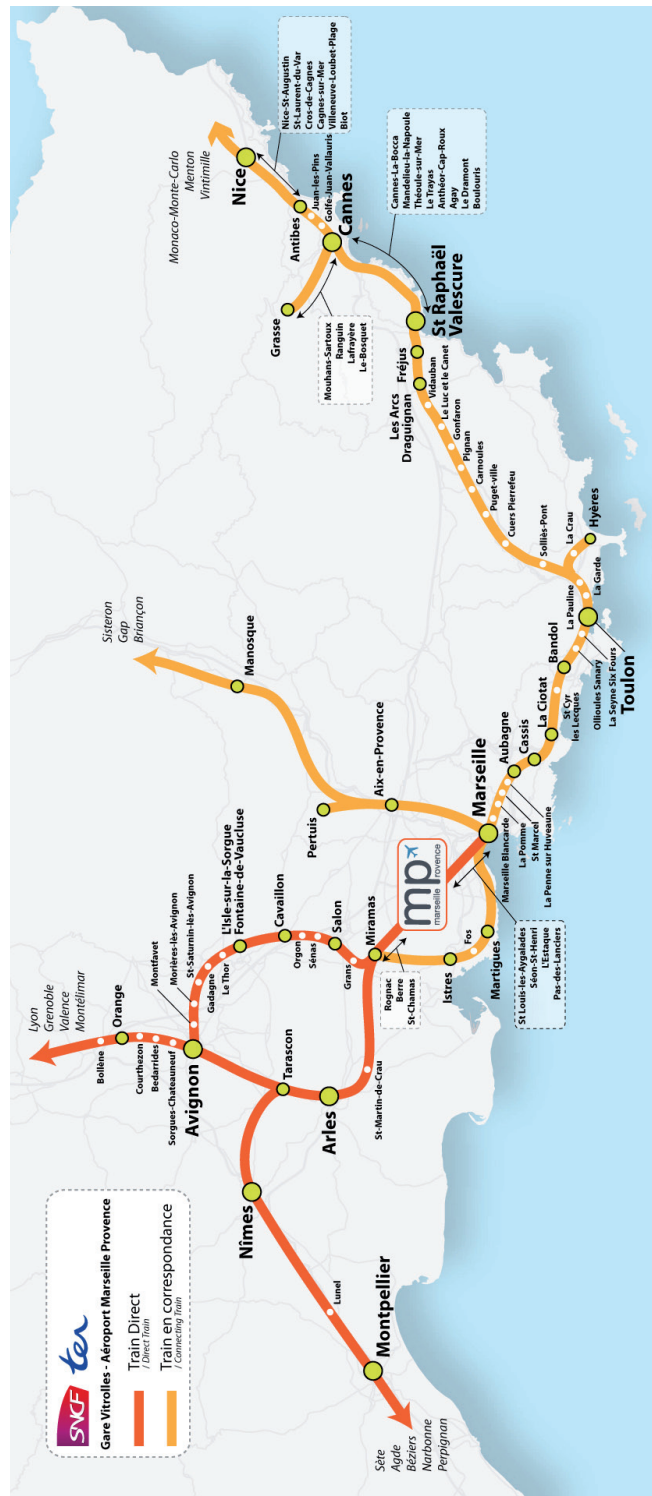 SNCF ter
Gare Vitrolles - Aéroport Marseille Provence
Train Direct
/ Direct Train
Train en correspondance
/ Connecting Train
Lyon
Grenoble
Valence
Montélimar
Bollène
Orange
Courthezon
Bedarrides
Sorgues-Chateauneuf
Avignon
Montfavet
Morières-lès-Avignon
St-Saturnin-lès-Avignon
Gadagne
Le Thor
L'Isle-sur-la-Sorgue
Fontaine-de-Vaucluse
Cavaillon
Orgon
Sénas
Salon
Grans
Miramas
Tarascon
Arles
St-Martin-de-Crau
Nîmes
Lunel
Montpellier
Sète
Agde
Béziers
Narbonne
Perpignan
Rognac
Berre
St-Chamas
Istres
Fos
Martigues
St Louis-les-Aygalades
Séon-St-Henri
L'Estaque
Pas-des-Lanciers
mp
marseille provence
Marseille
Sisteron
Gap
Briançon
Manosque
Pertuis
Aix-en-Provence
Marseille Blancarde
La Pomme
St Marcel
La Penne sur Huveaune
Aubagne
Cassis
La Ciotat
St Cyr
les Lecques
Bandol
Ollioules Sanary
La Seyne Six Fours
Toulon
La Pauline
La Garde
La Crau
Hyères
Solliès-Pont
Cuers Pierrefeu
Puget-ville
Carnoules
Pignan
Gonfaron
Le Luc et le Canet
Vidauban
Les Arcs
Draguignan
Fréjus
St Raphaël
Valescure
Cannes-La-Bocca
Mandelieu-la-Napoule
Théoule-sur-Mer
Le Trayas
Anthéor-Cap-Roux
Agay
Le Dramont
Boulouris
Mouhans-Sartoux
Ranguin
Lafrayère
Le-Bosquet
Grasse
Cannes
Golfe-Juan-Vallauris
Juan-les-Pins
Antibes
Nice-St-Augustin
St-Laurent-du-Var
Cros-de-Cagnes
Cagnes-sur-Mer
Villeneuve-Loubet-Plage
Biot
Nice
Monaco-Monte-Carlo
Menton
Vintimille